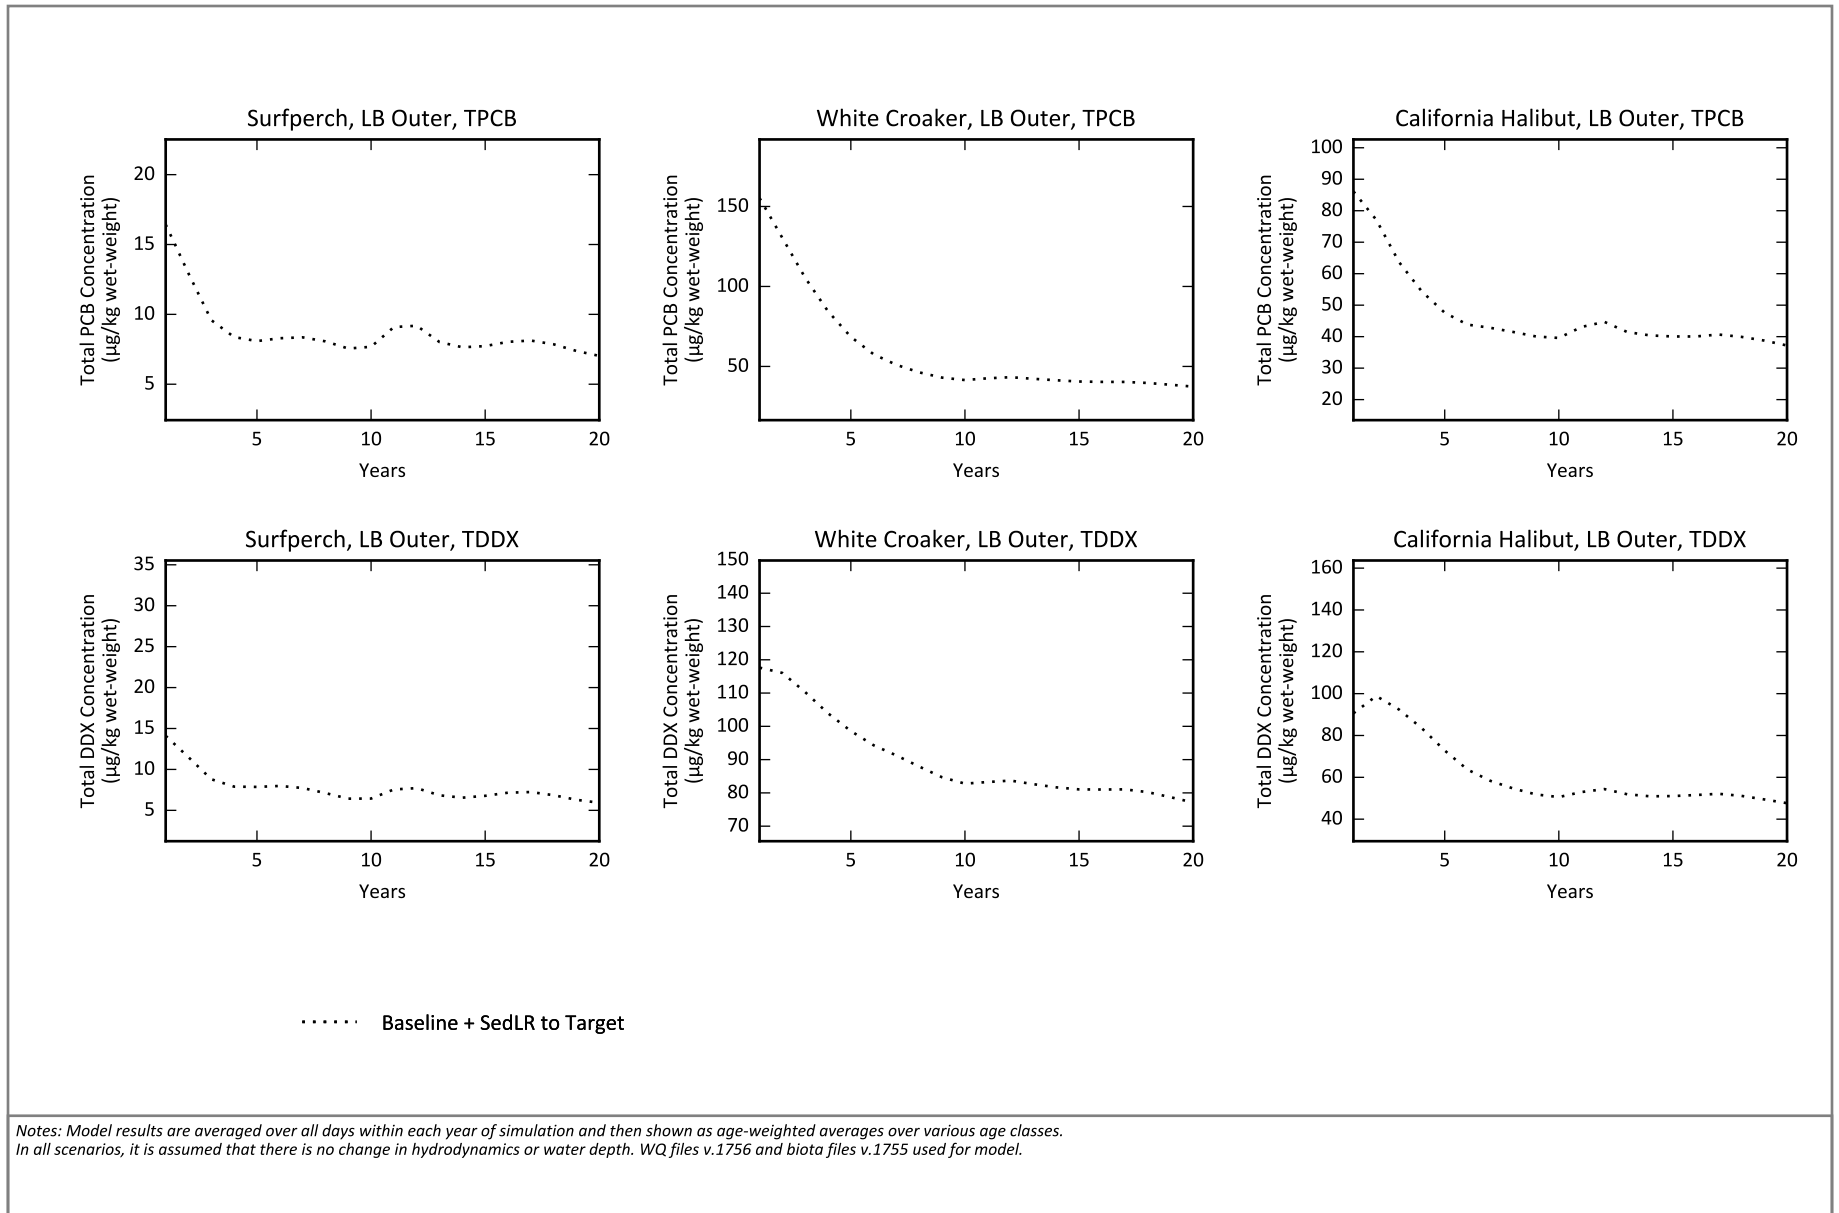 Surfperch, LB Outer, TPCB
Total PCB Concentration
(µg/kg wet-weight)
20
15
10
5
5 10 15 20
Years
White Croaker, LB Outer, TPCB
Total PCB Concentration
(µg/kg wet-weight)
150
100
50
5 10 15 20
Years
California Halibut, LB Outer, TPCB
Total PCB Concentration
(µg/kg wet-weight)
100
90
80
70
60
50
40
30
20
5 10 15 20
Years
Surfperch, LB Outer, TDDX
Total DDX Concentration
(µg/kg wet-weight)
35
30
25
20
15
10
5
5 10 15 20
Years
White Croaker, LB Outer, TDDX
Total DDX Concentration
(µg/kg wet-weight)
150
140
130
120
110
100
90
80
70
5 10 15 20
Years
California Halibut, LB Outer, TDDX
Total DDX Concentration
(µg/kg wet-weight)
160
140
120
100
80
60
40
5 10 15 20
Years
Baseline + SedLR to Target
Notes: Model results are averaged over all days within each year of simulation and then shown as age-weighted averages over various age classes.
In all scenarios, it is assumed that there is no change in hydrodynamics or water depth. WQ files v.1756 and biota files v.1755 used for model.